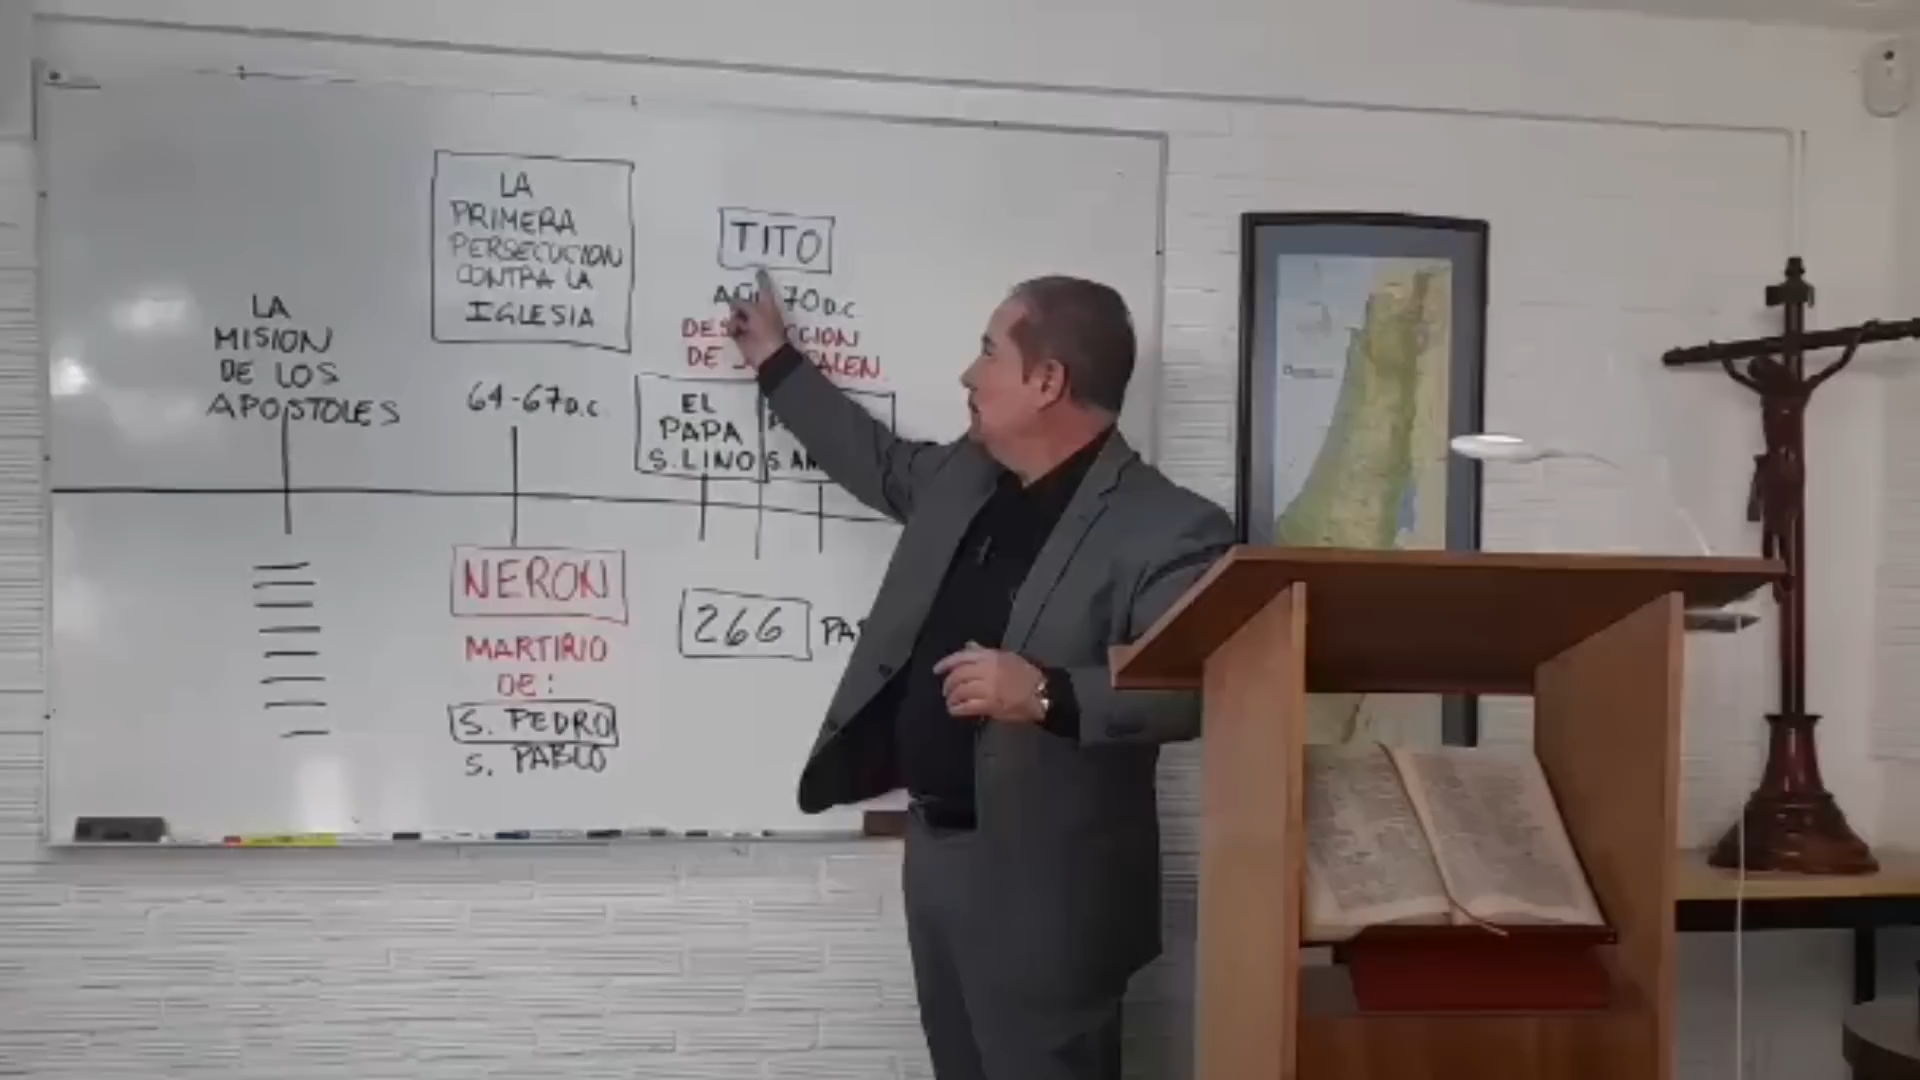 LA
MISION
DE LOS
APOSTOLES
LA
PRIMERA
PERSECUCION
CONTRA LA
IGLESIA
64-67 D.C.
NERON
MARTIRIO
DE:
S. PEDRO
S. PABLO
TITO
70 D.C
DE
EL
PAPA
S. LINO
S.
266